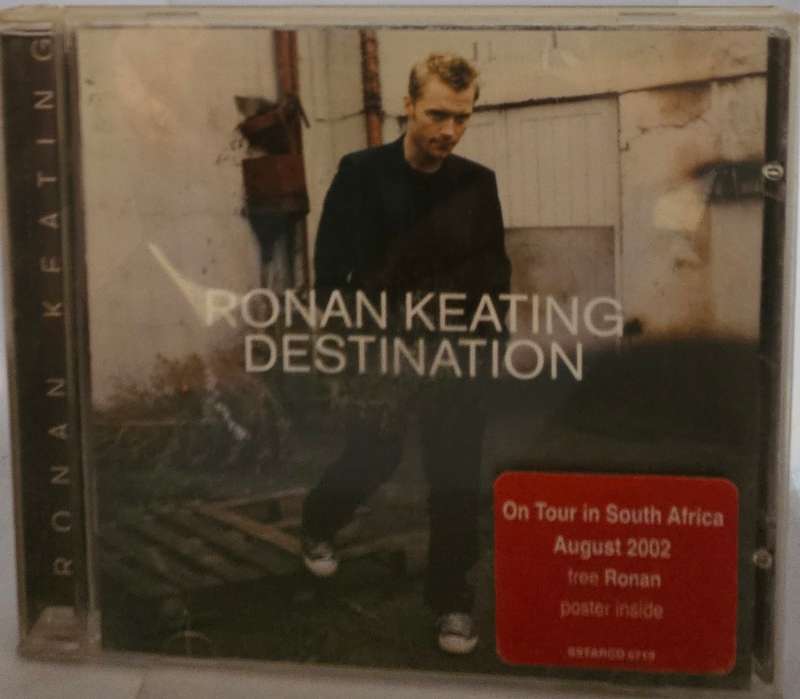 RONAN KEATING
RONAN KEATING
DESTINATION
On Tour in South Africa
August 2002
free Ronan
poster inside